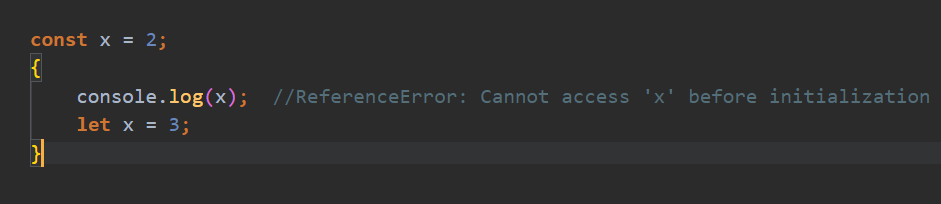 const x = 2;
{
    console.log(x);  //ReferenceError: Cannot access 'x' before initialization
    let x = 3;
}